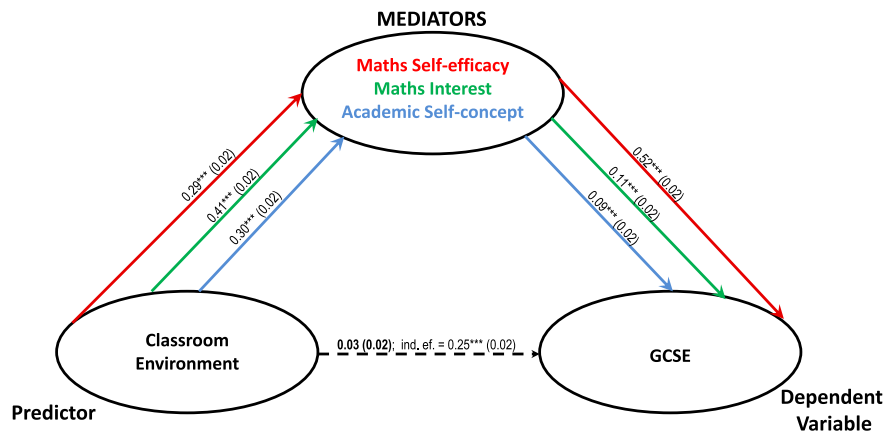 MEDIATORS
Maths Self-efficacy
Maths Interest
Academic Self-concept
0.29*** (0.02)
0.41*** (0.02)
0.30*** (0.02)
0.52*** (0.02)
0.11*** (0.02)
0.09*** (0.02)
Classroom
Environment
0.03 (0.02); ind. ef. = 0.25*** (0.02)
GCSE
Predictor
Dependent
Variable